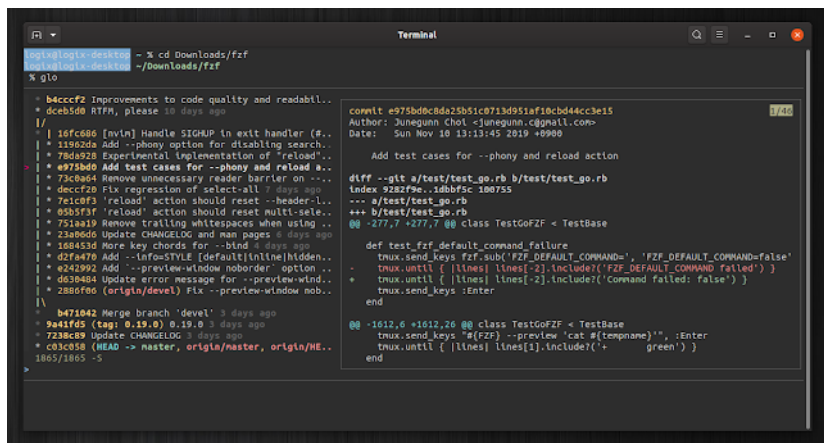 Terminal
logix@logix-desktop ~ % cd Downloads/fzf
logix@logix-desktop ~/Downloads/fzf
% glo
* b4cccf2 Improvements to code quality and readabil..
* dceb5d0 RTFM, please 10 days ago
|/
* | 16fc686 [nvim] Handle SIGHUP in exit handler (#..
| * 11962da Add --phony option for disabling search..
| * 78da928 Experimental implementation of "reload"..
> | * e975bd0 Add test cases for --phony and reload a..
| * 73c0a64 Remove unnecessary reader barrier on --..
| * deccf20 Fix regression of select-all 7 days ago
| * 7e1c0f3 'reload' action should reset --header-l..
| * 05b5f3f 'reload' action should reset multi-sele..
| * 751aa19 Remove trailing whitespaces when using ..
| * 23a06d6 Update CHANGELOG and man pages 6 days ago
| * 168453d More key chords for --bind 4 days ago
| * d2fa470 Add --info=STYLE [default|inline|hidden..
| * e242992 Add `--preview-window noborder` option ..
| * d630484 Update error message for --preview-wind..
| * 2886f06 (origin/devel) Fix --preview-window nob..
|\
* b471042 Merge branch 'devel' 3 days ago
* 9a41fd5 (tag: 0.19.0) 0.19.0 3 days ago
* 7238c89 Update CHANGELOG 3 days ago
* c03c058 (HEAD -> master, origin/master, origin/HE..
1865/1865 -S
>
commit e975bd0c8da25b51c0713d951af10cbd44cc3e15
1/46
Author: Junegunn Choi <junegunn.c@gmail.com>
Date:   Sun Nov 10 13:13:45 2019 +0900
Add test cases for --phony and reload action
diff --git a/test/test_go.rb b/test/test_go.rb
index 9282f9e..1dbbf5c 100755
--- a/test/test_go.rb
+++ b/test/test_go.rb
@@ -277,7 +277,7 @@ class TestGoFZF < TestBase
def test_fzf_default_command_failure
tmux.send_keys fzf.sub('FZF_DEFAULT_COMMAND=', 'FZF_DEFAULT_COMMAND=false'
-     tmux.until { |lines| lines[-2].include?('FZF_DEFAULT_COMMAND failed') }
+     tmux.until { |lines| lines[-2].include?('Command failed: false') }
tmux.send_keys :Enter
end
@@ -1612,6 +1612,26 @@ class TestGoFZF < TestBase
tmux.send_keys "#{FZF} --preview 'cat #{tempname}'", :Enter
tmux.until { |lines| lines[1].include?('+       green') }
end